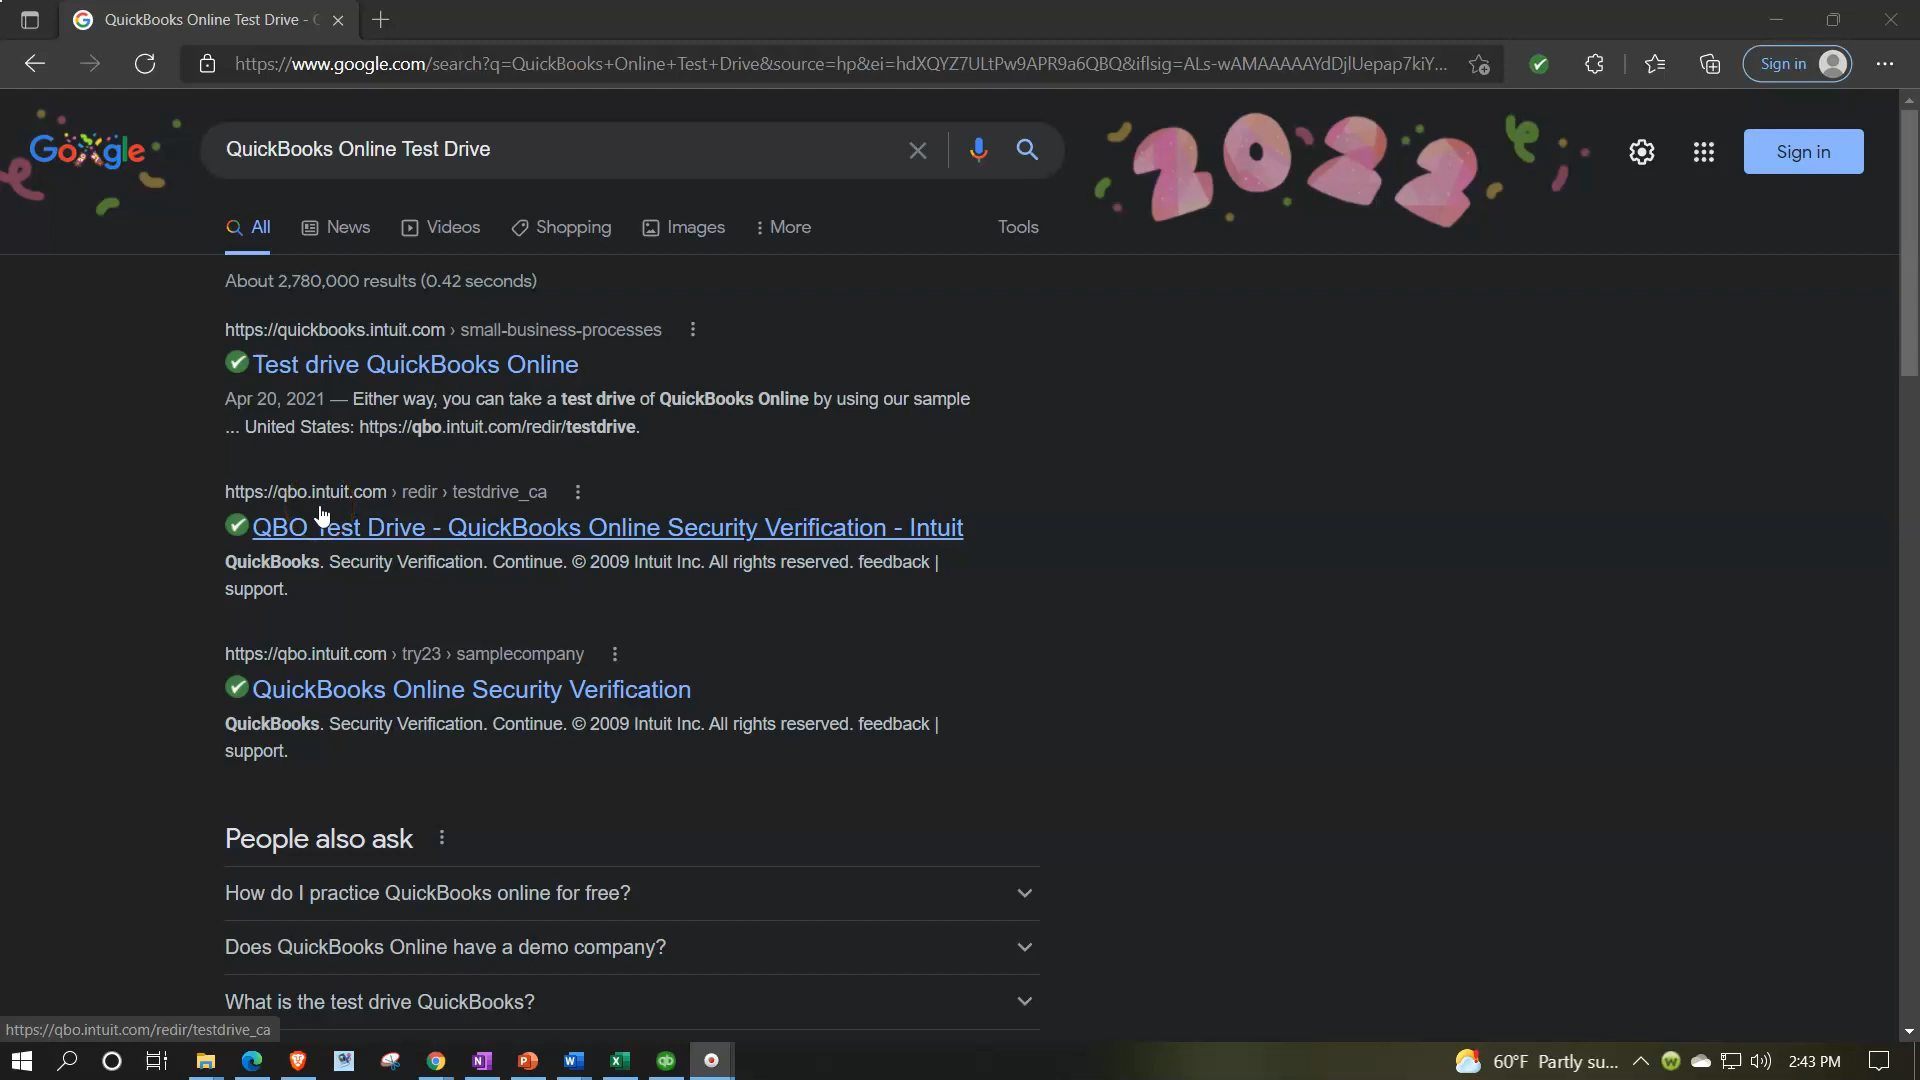 QuickBooks Online Test Drive - G
https://www.google.com/search?q=QuickBooks+Online+Test+Drive&source=hp&ei=hdXQYZ7ULtPw9APR9a6QBQ&iflsig=ALs-wAMAAAAAYdDjlUepap7kiY...
Sign in
Google
QuickBooks Online Test Drive
2022
Sign in
All
News
Videos
Shopping
Images
More
Tools
About 2,780,000 results (0.42 seconds)
https://quickbooks.intuit.com › small-business-processes
Test drive QuickBooks Online
Apr 20, 2021 — Either way, you can take a test drive of QuickBooks Online by using our sample
... United States: https://qbo.intuit.com/redir/testdrive.
https://qbo.intuit.com › redir › testdrive_ca
QBO Test Drive - QuickBooks Online Security Verification - Intuit
QuickBooks. Security Verification. Continue. © 2009 Intuit Inc. All rights reserved. feedback |
support.
https://qbo.intuit.com › try23 › samplecompany
QuickBooks Online Security Verification
QuickBooks. Security Verification. Continue. © 2009 Intuit Inc. All rights reserved. feedback |
support.
People also ask
How do I practice QuickBooks online for free?
Does QuickBooks Online have a demo company?
What is the test drive QuickBooks?
https://qbo.intuit.com/redir/testdrive_ca
60°F Partly su...
2:43 PM